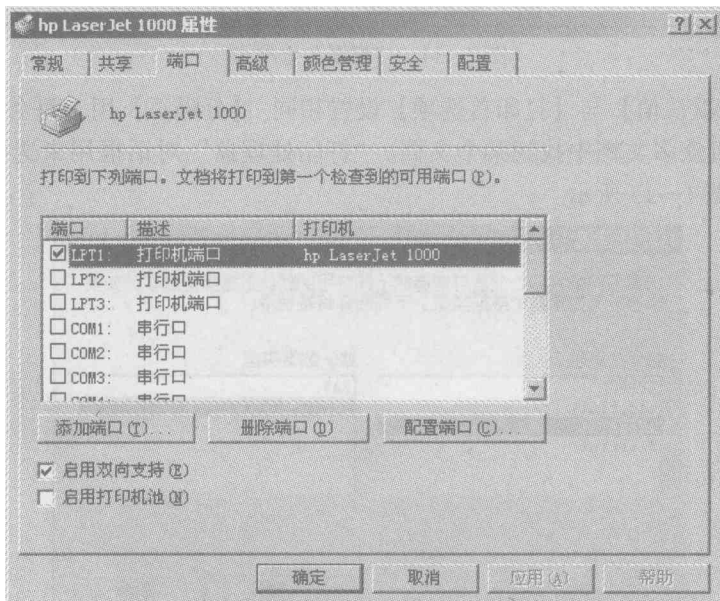 hp LaserJet 1000 属性
常规 共享 端口 高级 颜色管理 安全 配置
hp LaserJet 1000
打印到下列端口。文档将打印到第一个检查到的可用端口(P)。
端口 描述 打印机
LPT1: 打印机端口 hp LaserJet 1000
LPT2: 打印机端口
LPT3: 打印机端口
COM1: 串行口
COM2: 串行口
COM3: 串行口
COM4: 串行口
添加端口(T)... 删除端口(D) 配置端口(C)...
启用双向支持(E)
启用打印机池(N)
确定 取消 应用(A) 帮助